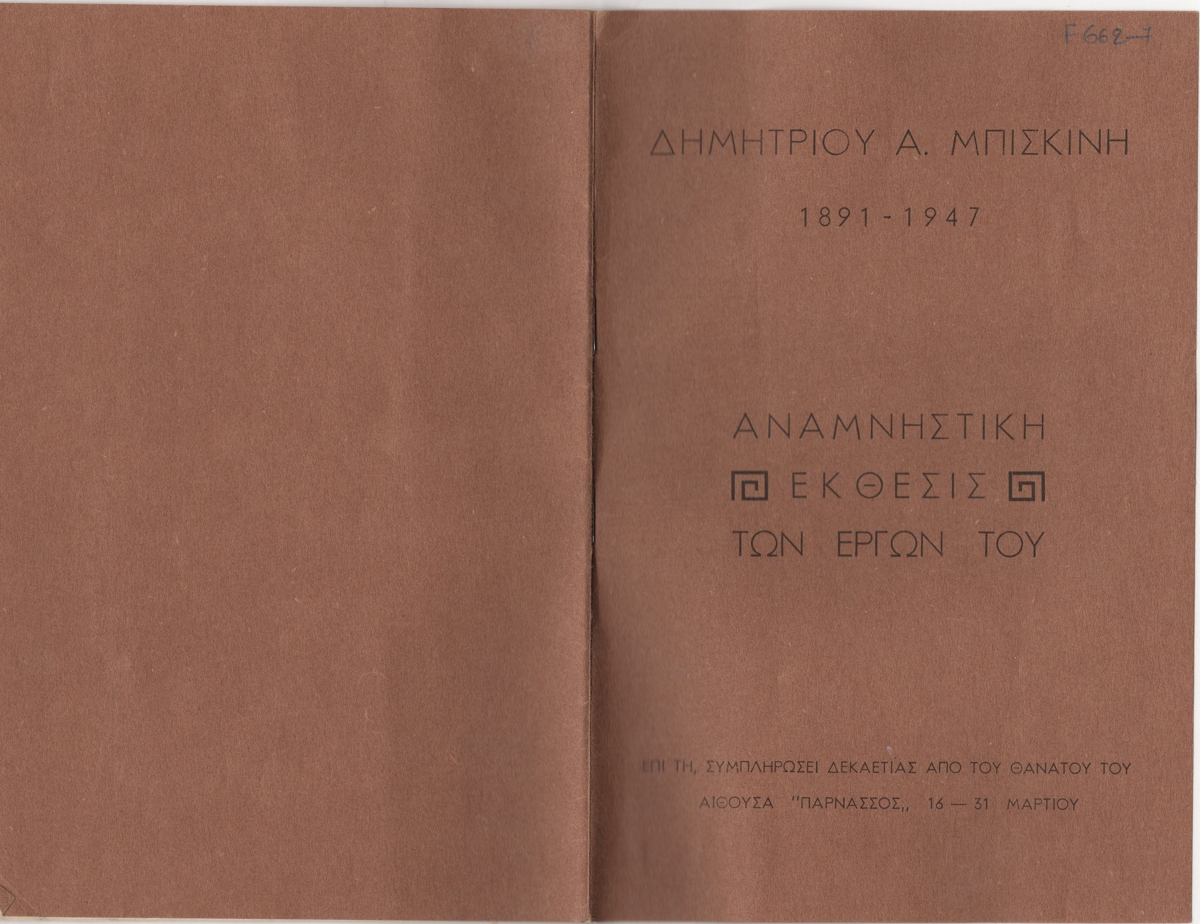 F 662-7
ΔΗΜΗΤΡΙΟΥ Α. ΜΠΙΣΚΙΝΗ
1891-1947
ΑΝΑΜΝΗΣΤΙΚΗ
ΕΚΘΕΣΙΣ
ΤΩΝ ΕΡΓΩΝ ΤΟΥ
ΕΠΙ ΤΗ, ΣΥΜΠΛΗΡΩΣΕΙ ΔΕΚΑΕΤΙΑΣ ΑΠΟ ΤΟΥ ΘΑΝΑΤΟΥ ΤΟΥ
ΑΙΘΟΥΣΑ "ΠΑΡΝΑΣΣΟΣ,, 16 — 31 ΜΑΡΤΙΟΥ